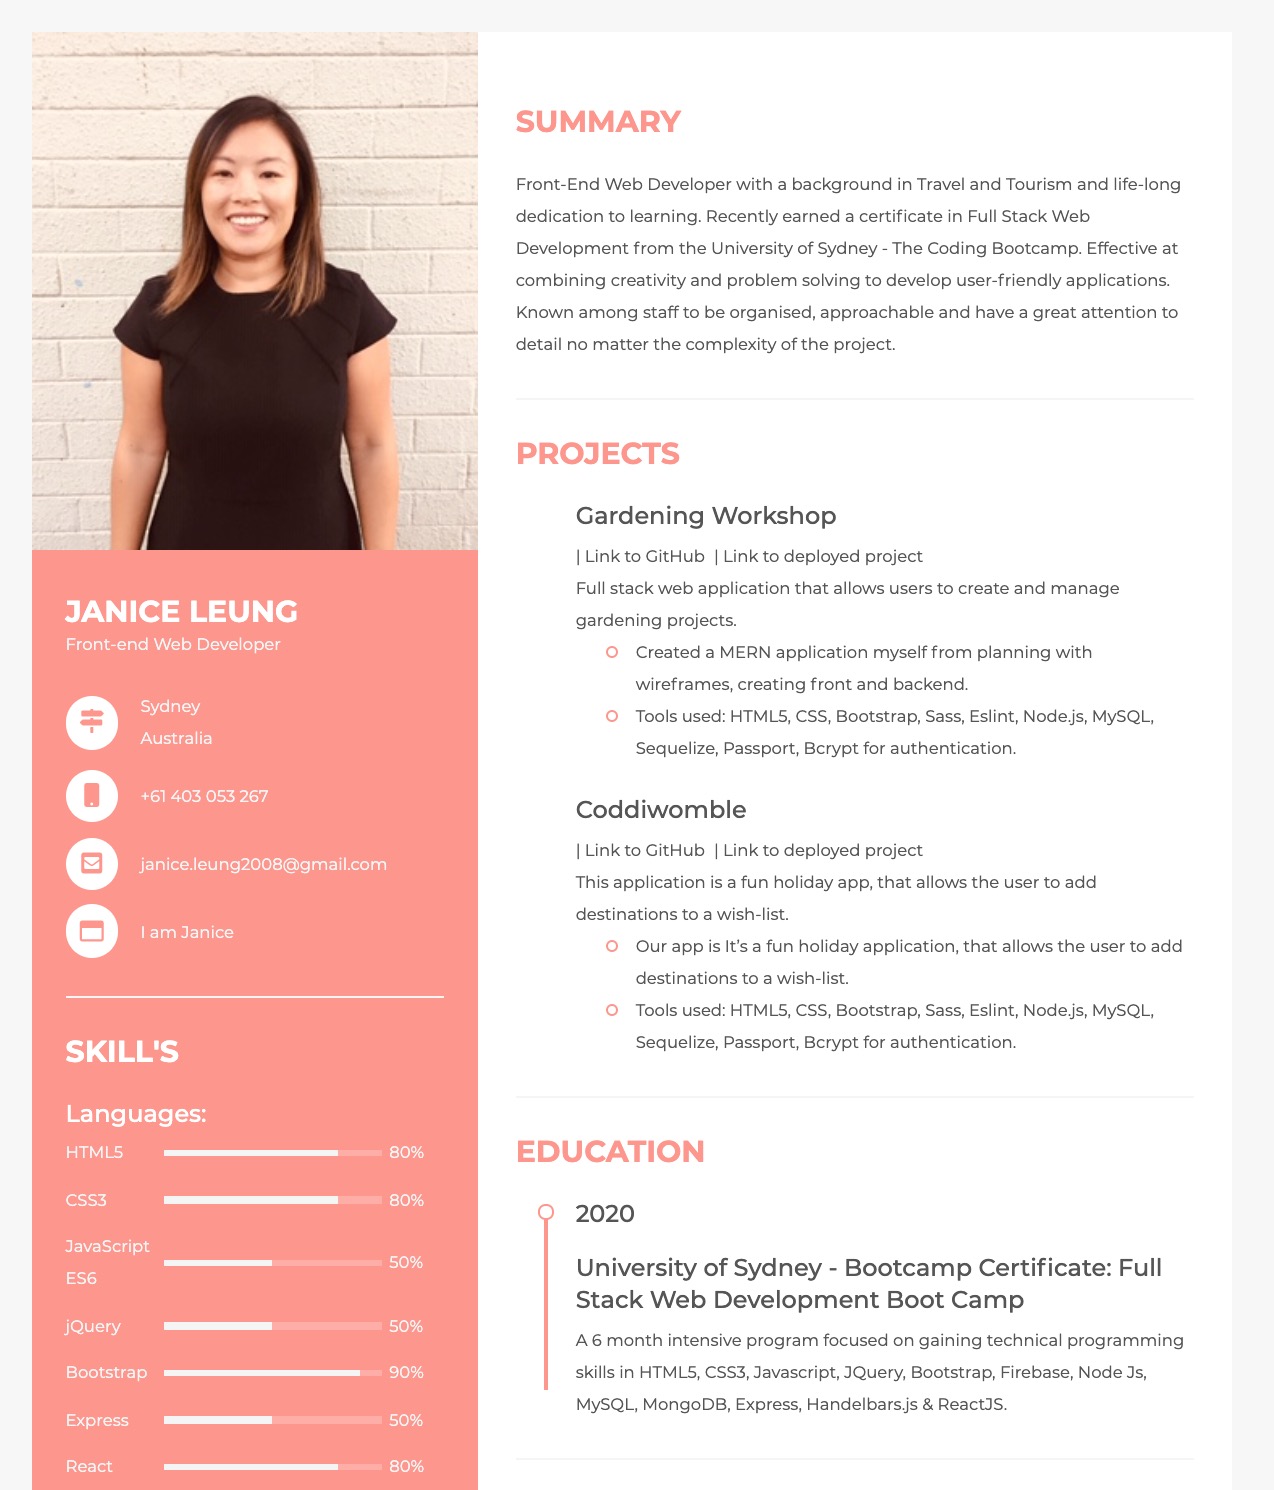 JANICE LEUNG
Front-end Web Developer
Sydney
Australia
+61 403 053 267
janice.leung2008@gmail.com
I am Janice
SKILL'S
Languages:
HTML5 80%
CSS3 80%
JavaScript
ES6 50%
jQuery 50%
Bootstrap 90%
Express 50%
React 80%
SUMMARY
Front-End Web Developer with a background in Travel and Tourism and life-long
dedication to learning. Recently earned a certificate in Full Stack Web
Development from the University of Sydney - The Coding Bootcamp. Effective at
combining creativity and problem solving to develop user-friendly applications.
Known among staff to be organised, approachable and have a great attention to
detail no matter the complexity of the project.
PROJECTS
Gardening Workshop
| Link to GitHub | Link to deployed project
Full stack web application that allows users to create and manage
gardening projects.
Created a MERN application myself from planning with
wireframes, creating front and backend.
Tools used: HTML5, CSS, Bootstrap, Sass, Eslint, Node.js, MySQL,
Sequelize, Passport, Bcrypt for authentication.
Coddiwomble
| Link to GitHub | Link to deployed project
This application is a fun holiday app, that allows the user to add
destinations to a wish-list.
Our app is It's a fun holiday application, that allows the user to add
destinations to a wish-list.
Tools used: HTML5, CSS, Bootstrap, Sass, Eslint, Node.js, MySQL,
Sequelize, Passport, Bcrypt for authentication.
EDUCATION
2020
University of Sydney - Bootcamp Certificate: Full
Stack Web Development Boot Camp
A 6 month intensive program focused on gaining technical programming
skills in HTML5, CSS3, Javascript, JQuery, Bootstrap, Firebase, Node Js,
MySQL, MongoDB, Express, Handelbars.js & ReactJS.